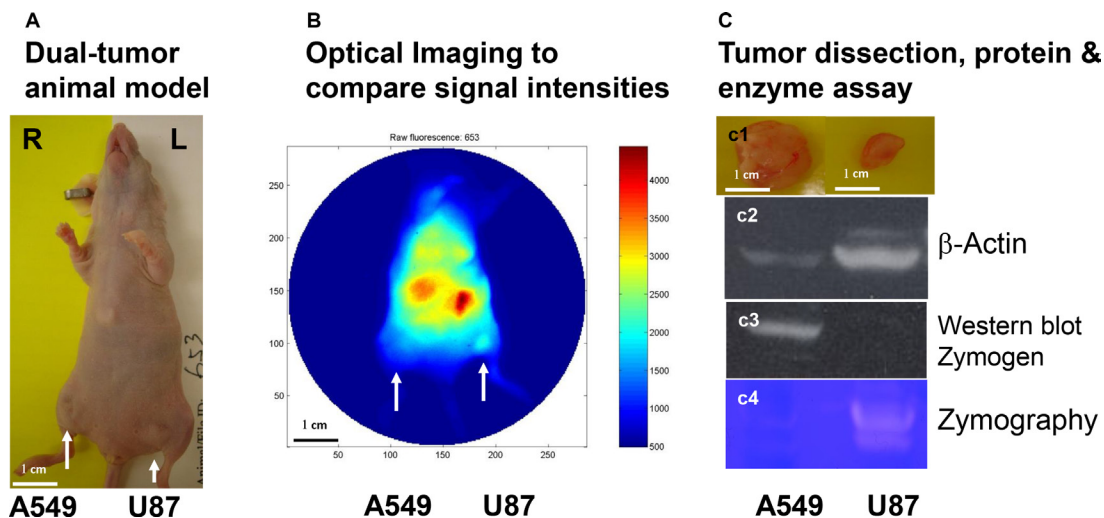 A
Dual-tumor
animal model
R
L
653
1 cm
A549
U87
B
Optical Imaging to
compare signal intensities
Raw fluorescence: 653
250
200
150
100
50
50
100
150
200
250
4000
3500
3000
2500
2000
1500
1000
500
1 cm
A549
U87
C
Tumor dissection, protein &
enzyme assay
c1
1 cm
1 cm
c2
β-Actin
c3
Western blot
Zymogen
c4
Zymography
A549
U87